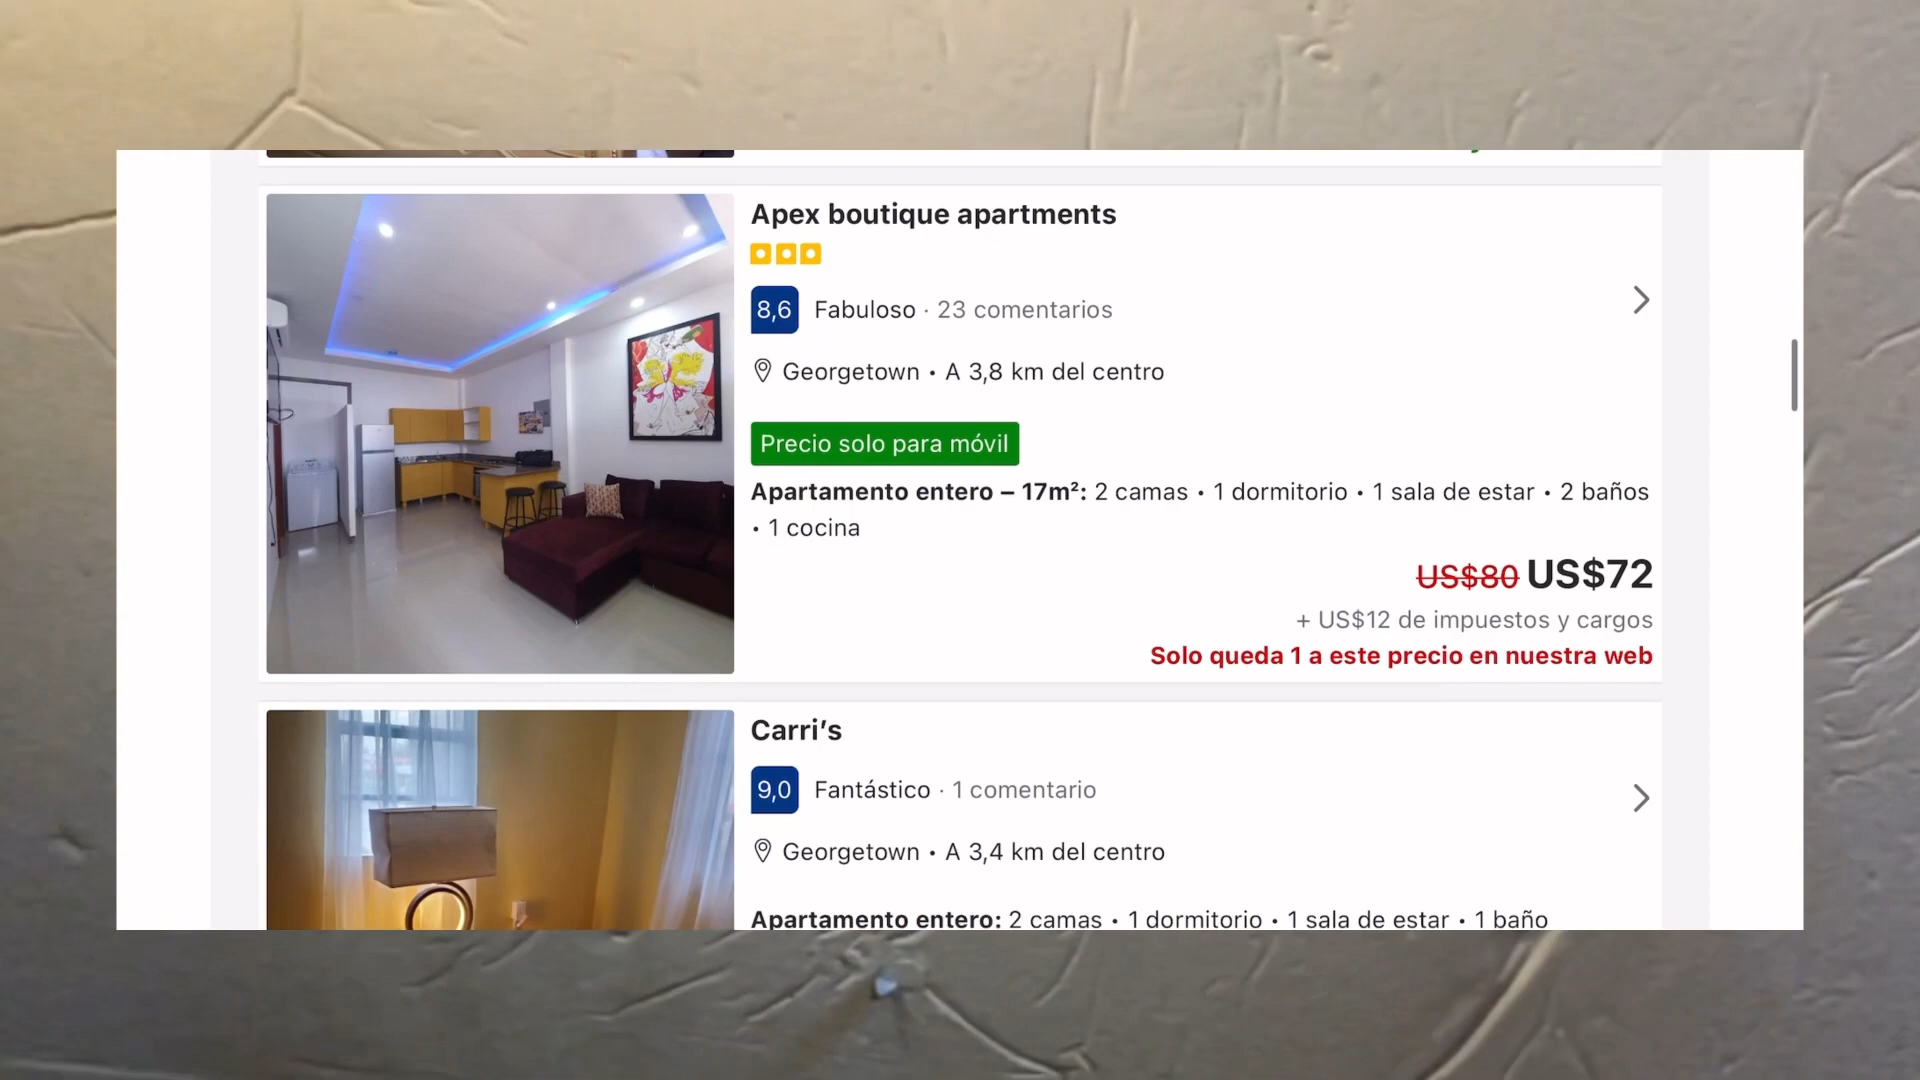 Apex boutique apartments
8,6 Fabuloso · 23 comentarios
Georgetown • A 3,8 km del centro
Precio solo para móvil
Apartamento entero – 17m²: 2 camas • 1 dormitorio • 1 sala de estar • 2 baños
• 1 cocina
US$80 US$72
+ US$12 de impuestos y cargos
Solo queda 1 a este precio en nuestra web
Carri’s
9,0 Fantástico · 1 comentario
Georgetown • A 3,4 km del centro
Apartamento entero: 2 camas • 1 dormitorio • 1 sala de estar • 1 baño